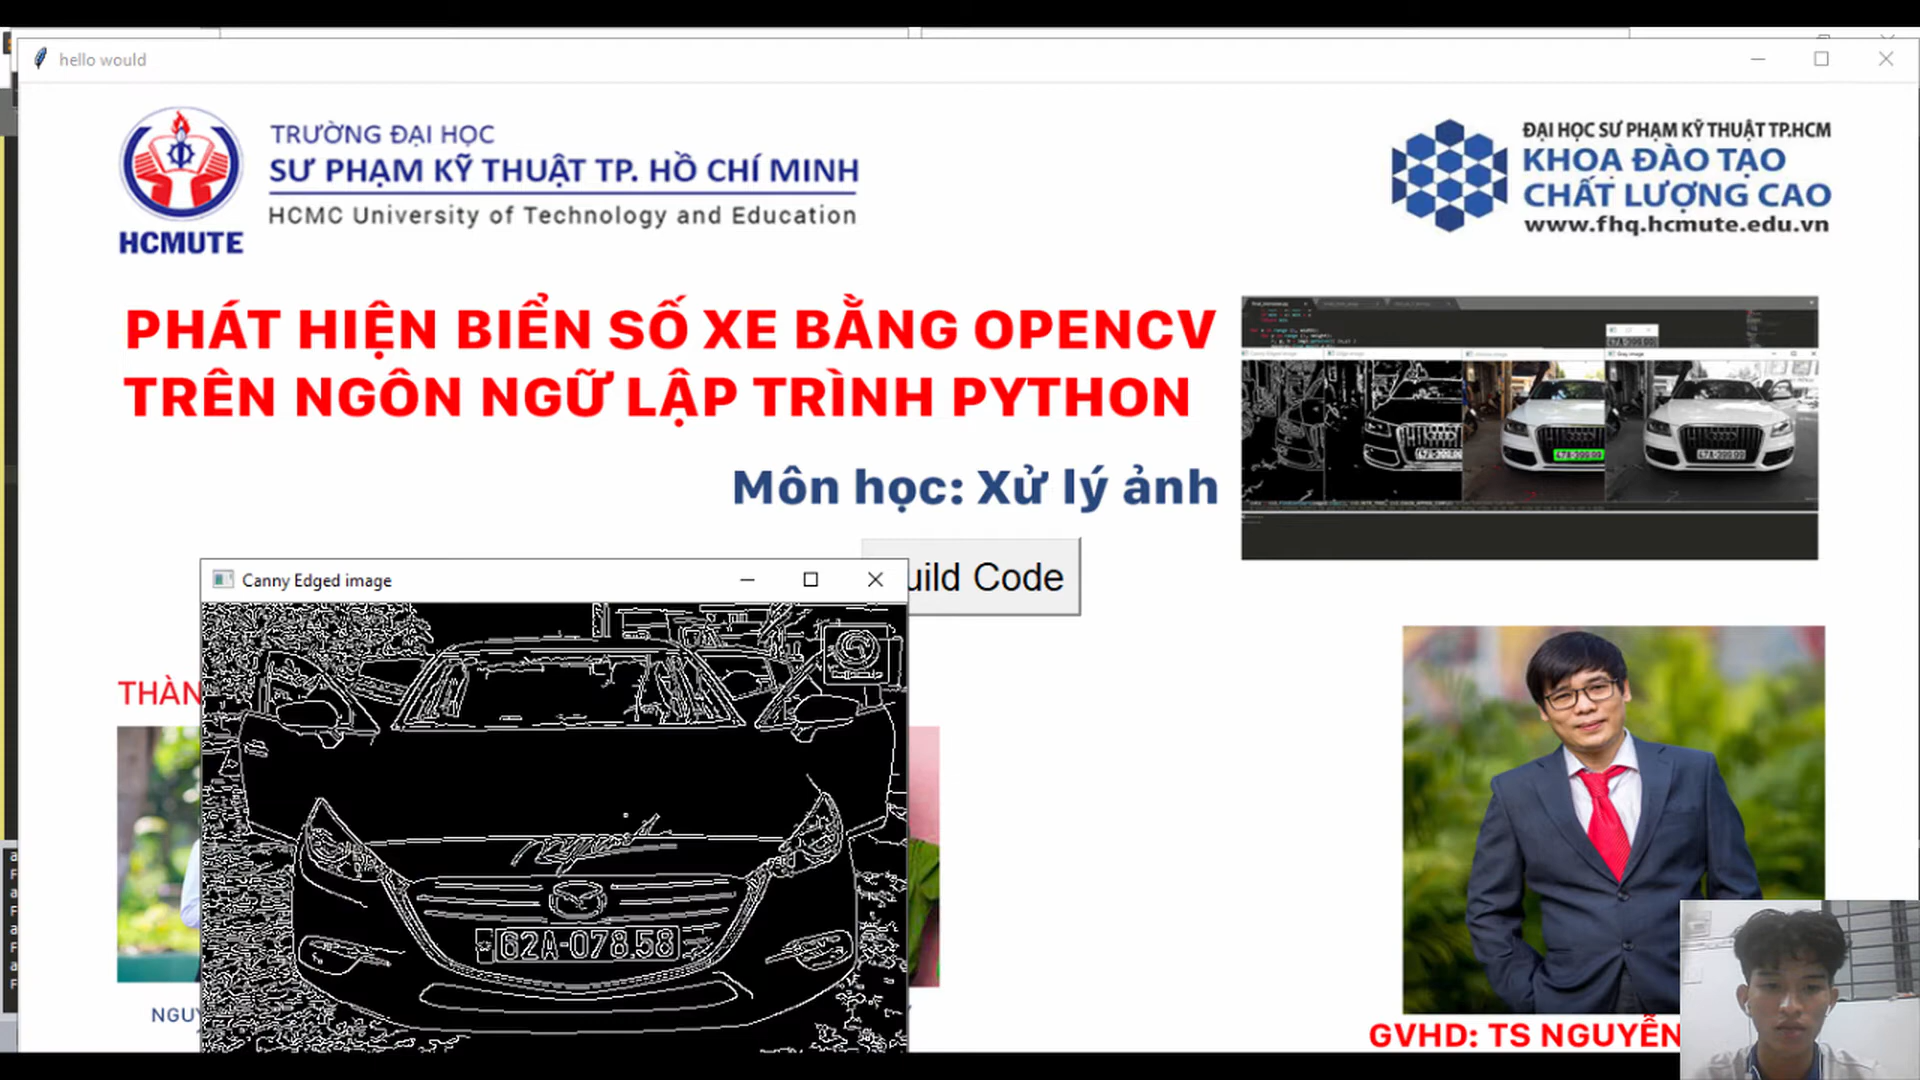 hello would
TRƯỜNG ĐẠI HỌC
SƯ PHẠM KỸ THUẬT TP. HỒ CHÍ MINH
HCMC University of Technology and Education
HCMUTE
ĐẠI HỌC SƯ PHẠM KỸ THUẬT TP.HCM
KHOA ĐÀO TẠO
CHẤT LƯỢNG CAO
www.fhq.hcmute.edu.vn
PHÁT HIỆN BIỂN SỐ XE BẰNG OPENCV
TRÊN NGÔN NGỮ LẬP TRÌNH PYTHON
Môn học: Xử lý ảnh
uild Code
Canny Edged image
62A-078.58
THÀN
NGUY
GVHD: TS NGUYỄN